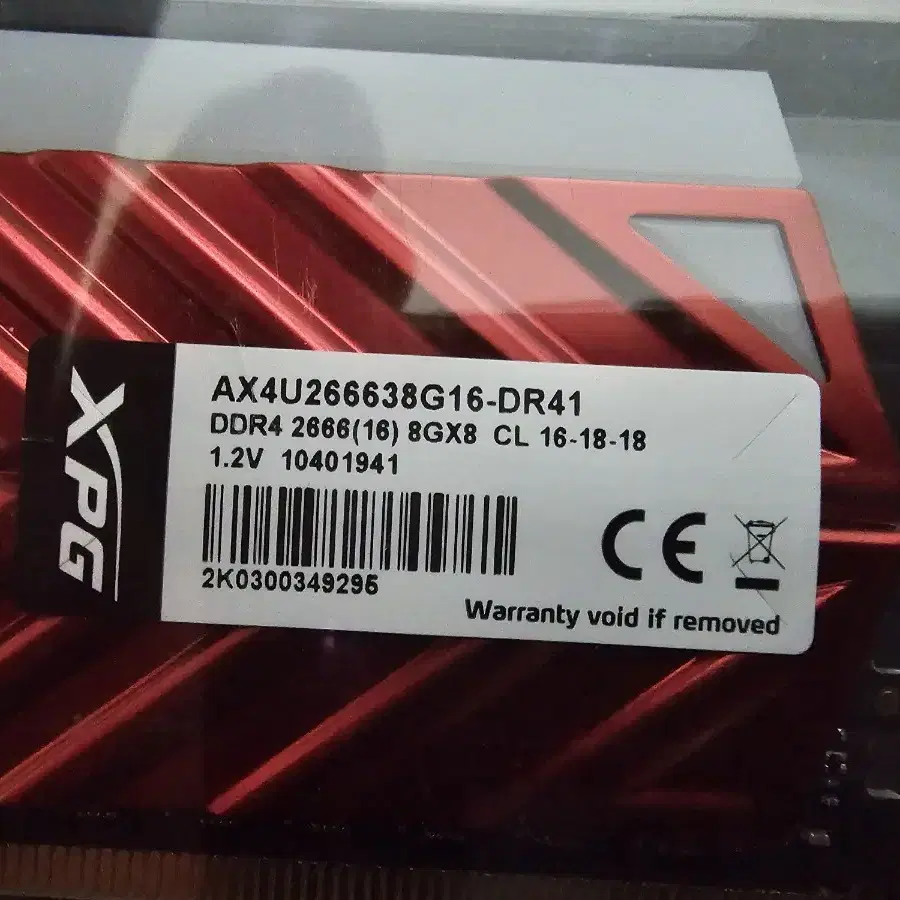 XPG
AX4U266638G16-DR41
DDR4 2666(16) 8GX8 CL 16-18-18
1.2V 10401941
2K0300349295
CE
Warranty void if removed